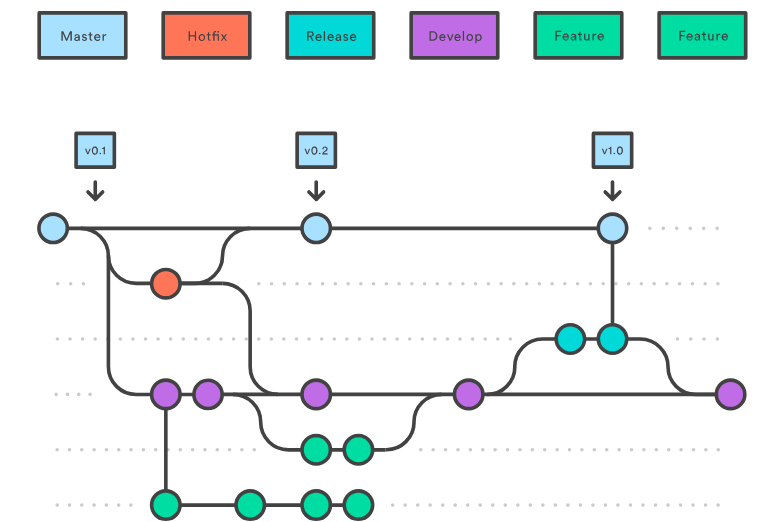 Master
Hotfix
Release
Develop
Feature
Feature
v0.1
v0.2
v1.0